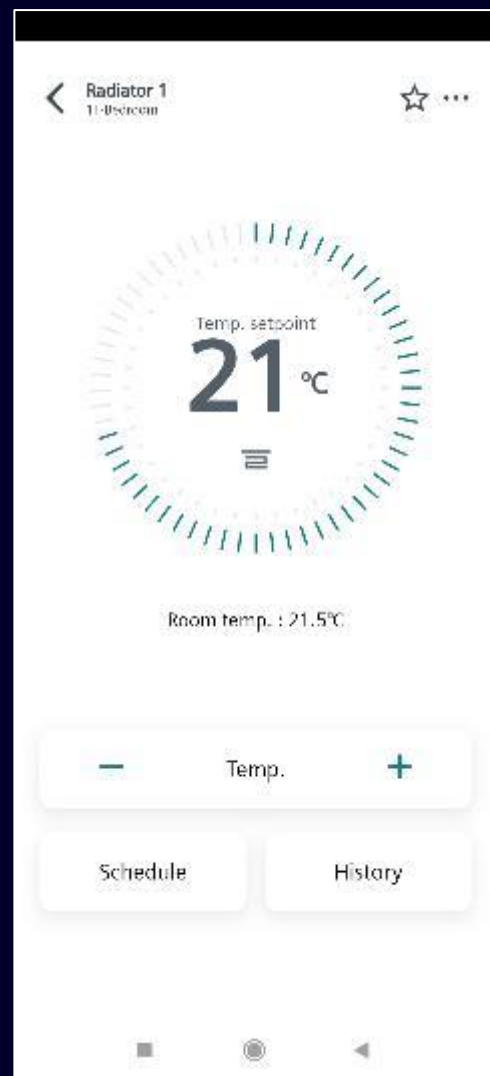 Radiator 1
Temp. setpoint
21 °C
Room temp. : 21.5°C
Temp.
Schedule
History